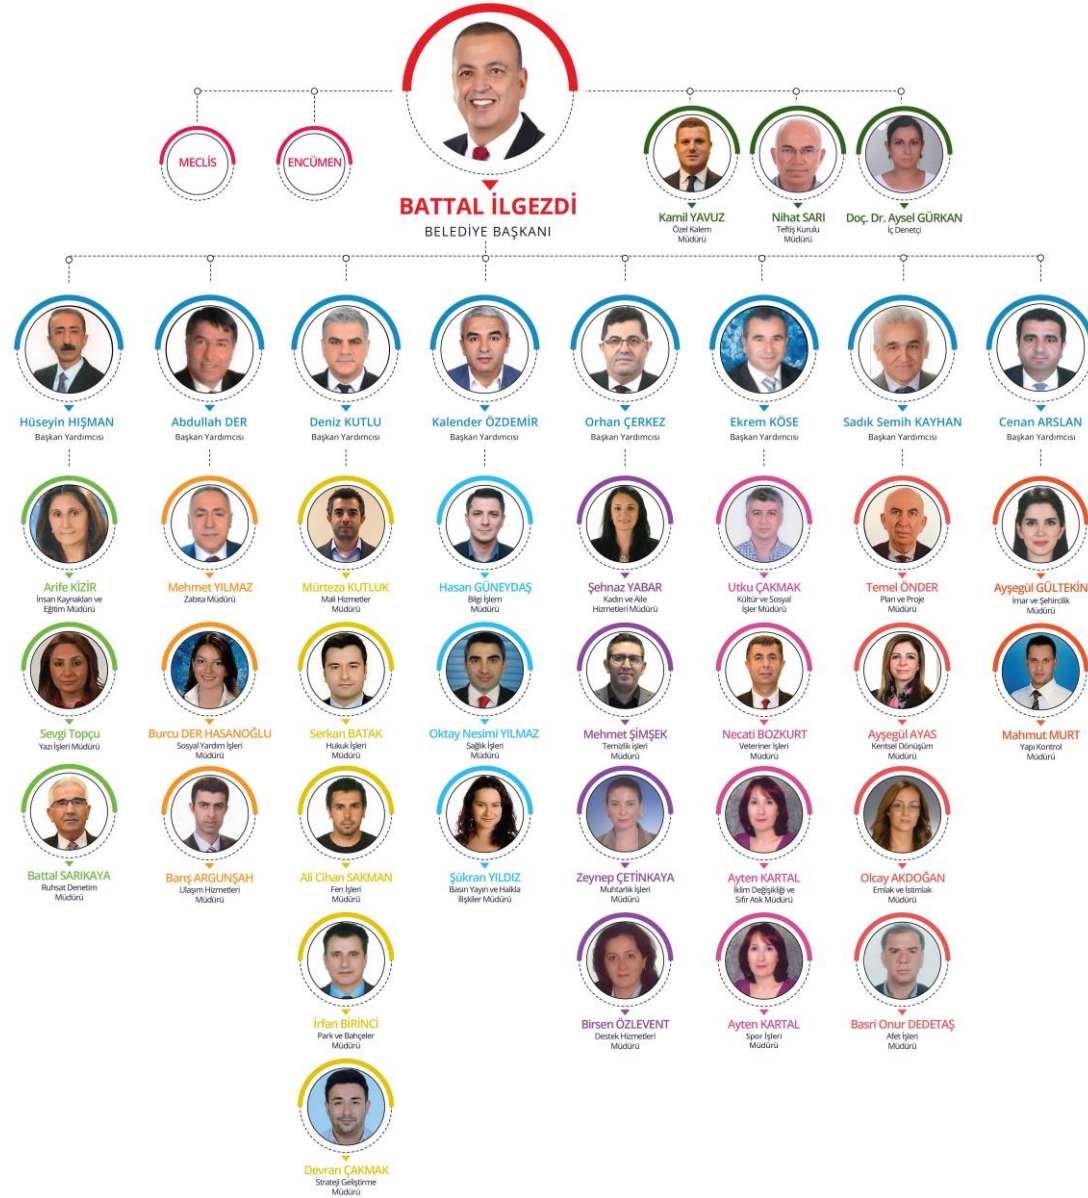 MECLİS
ENCÜMEN
BATTAL İLGEZDİ
BELEDİYE BAŞKANI
Kamil YAVUZ
Özel Kalem
Müdürü
Nihat SARI
Teftiş Kurulu
Müdürü
Doç. Dr. Aysel GÜRKAN
İç Denetçi
Hüseyin HIŞMAN
Başkan Yardımcısı
Abdullah DER
Başkan Yardımcısı
Deniz KUTLU
Başkan Yardımcısı
Kalender ÖZDEMİR
Başkan Yardımcısı
Orhan ÇERKEZ
Başkan Yardımcısı
Ekrem KÖSE
Başkan Yardımcısı
Sadık Semih KAYHAN
Başkan Yardımcısı
Cenan ARSLAN
Başkan Yardımcısı
Arife KİZİR
İnsan Kaynakları ve
Eğitim Müdürü
Mehmet YILMAZ
Zabıta Müdürü
Mürteza KUTLUK
Mali Hizmetler
Müdürü
Hasan GÜNEYDAŞ
Bilgi İşlem
Müdürü
Şehnaz YABAR
Kadın ve Aile
Hizmetleri Müdürü
Utku ÇAKMAK
Kültür ve Sosyal
İşler Müdürü
Temel ÖNDER
Plan ve Proje
Müdürü
Ayşegül GÜLTEKİN
İmar ve Şehircilik
Müdürü
Sevgi Topçu
Yazı İşleri Müdürü
Burcu DER HASANOĞLU
Sosyal Yardım İşleri
Müdürü
Serkan BATAK
Hukuk İşleri
Müdürü
Oktay Nesimi YILMAZ
Sağlık İşleri
Müdürü
Mehmet ŞİMŞEK
Temizlik işleri
Müdürü
Necati BOZKURT
Veteriner İşleri
Müdürü
Ayşegül AYAS
Kentsel Dönüşüm
Müdürü
Mahmut MURT
Yapı Kontrol
Müdürü
Battal SARIKAYA
Ruhsat Denetim
Müdürü
Barış ARGUNŞAH
Ulaşım Hizmetleri
Müdürü
Ali Cihan SAKMAN
Fen İşleri
Müdürü
Şükran YILDIZ
Basın Yayın ve Halkla
İlişkiler Müdürü
Zeynep ÇETİNKAYA
Muhtarlık İşleri
Müdürü
Ayten KARTAL
İklim Değişikliği ve
Sıfır Atık Müdürü
Olcay AKDOĞAN
Emlak ve İstimlak
Müdürü
İrfan BİRİNCİ
Park ve Bahçeler
Müdürü
Birsen ÖZLEVENT
Destek Hizmetleri
Müdürü
Ayten KARTAL
Spor İşleri
Müdürü
Basri Onur DEDETAŞ
Afet İşleri
Müdürü
Devran ÇAKMAK
Strateji Geliştirme
Müdürü